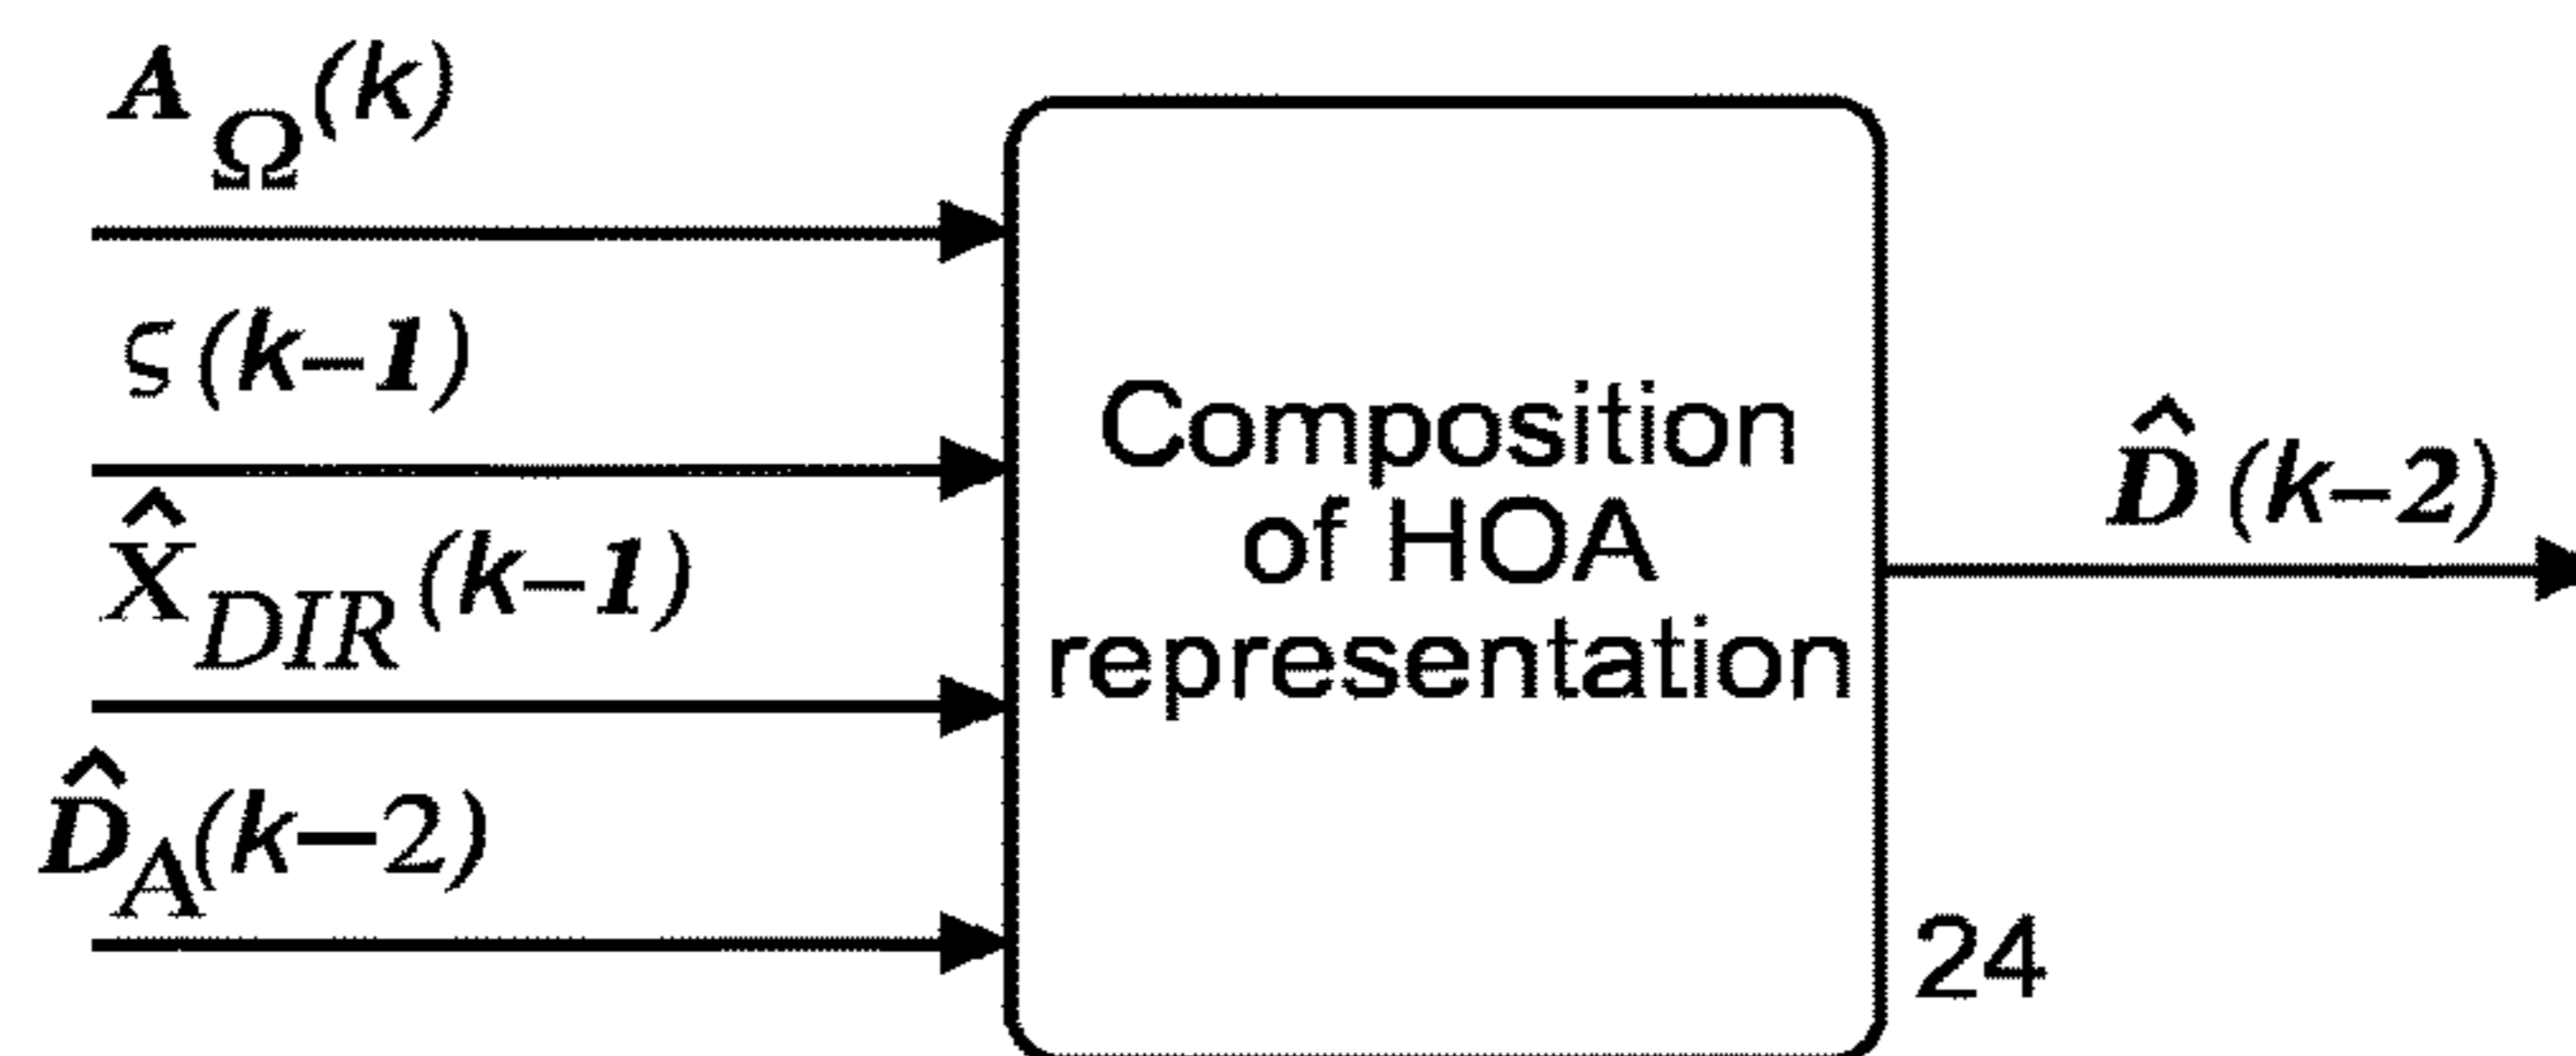 A_Ω(k)
ς(k–1)
X̂_DIR(k–1)
D̂_A(k–2)
Composition
of HOA
representation
D̂(k–2)
24